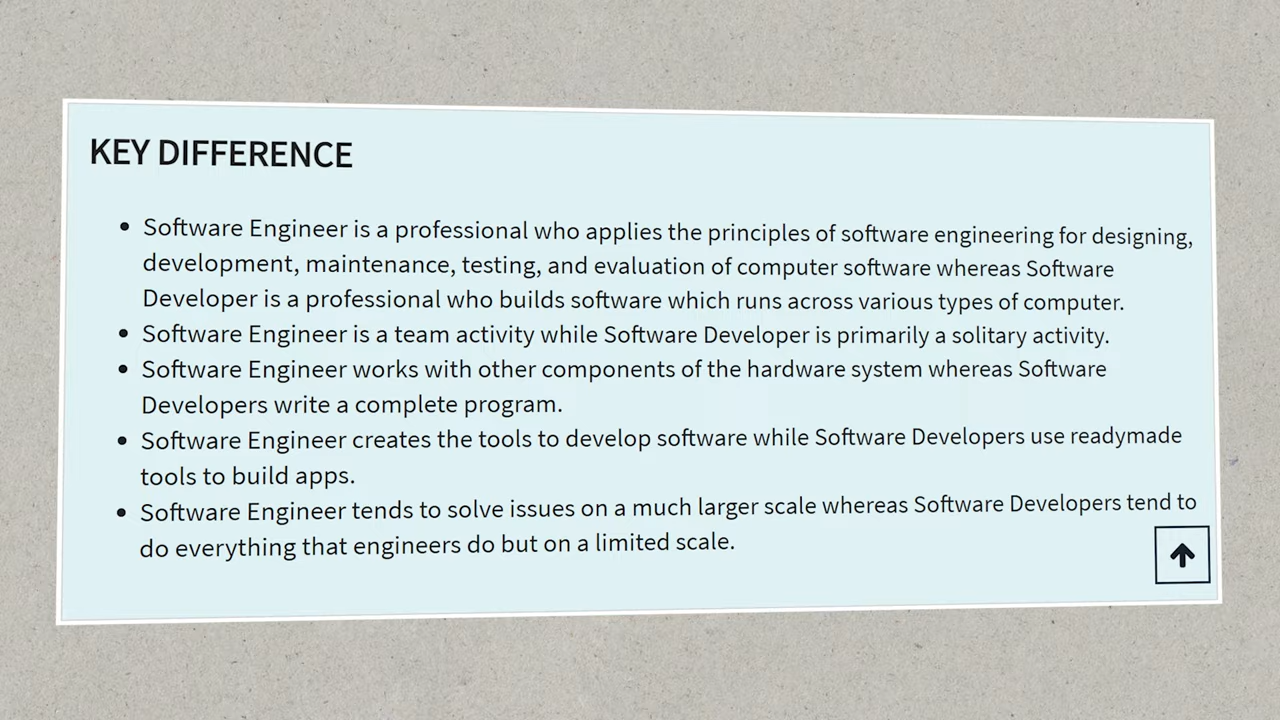 KEY DIFFERENCE
• Software Engineer is a professional who applies the principles of software engineering for designing,
development, maintenance, testing, and evaluation of computer software whereas Software
Developer is a professional who builds software which runs across various types of computer.
• Software Engineer is a team activity while Software Developer is primarily a solitary activity.
• Software Engineer works with other components of the hardware system whereas Software
Developers write a complete program.
• Software Engineer creates the tools to develop software while Software Developers use readymade
tools to build apps.
• Software Engineer tends to solve issues on a much larger scale whereas Software Developers tend to
do everything that engineers do but on a limited scale.